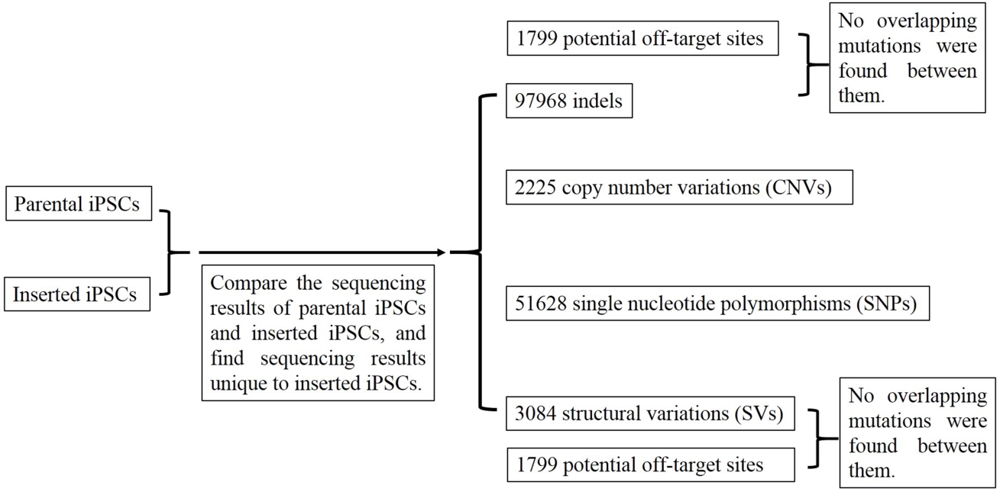 Parental iPSCs
Inserted iPSCs
Compare the sequencing
results of parental iPSCs
and inserted iPSCs, and
find sequencing results
unique to inserted iPSCs.
1799 potential off-target sites
97968 indels
No overlapping
mutations were
found between
them.
2225 copy number variations (CNVs)
51628 single nucleotide polymorphisms (SNPs)
3084 structural variations (SVs)
1799 potential off-target sites
No overlapping
mutations were
found between
them.